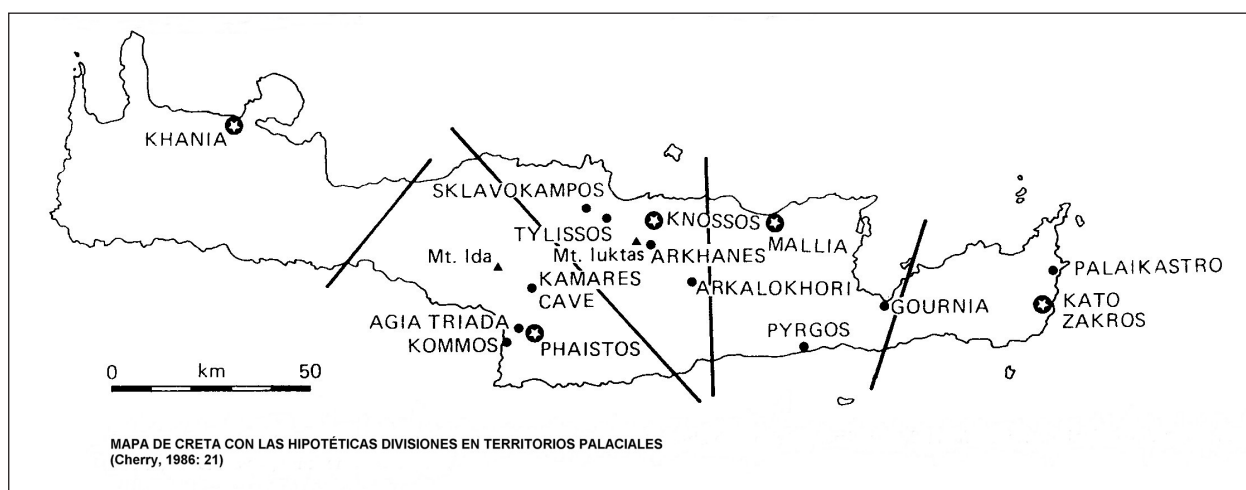 KHANIA
SKLAVOKAMPOS
KNOSSOS
TYLISSOS
MALLIA
Mt. Ida
Mt. Iuktas
ARKHANES
PALAIKASTRO
KAMARES
CAVE
ARKALOKHORI
GOURNIA
KATO
ZAKROS
AGIA TRIADA
KOMMOS
PHAISTOS
PYRGOS
0 km 50
MAPA DE CRETA CON LAS HIPOTÉTICAS DIVISIONES EN TERRITORIOS PALACIALES
(Cherry, 1986: 21)